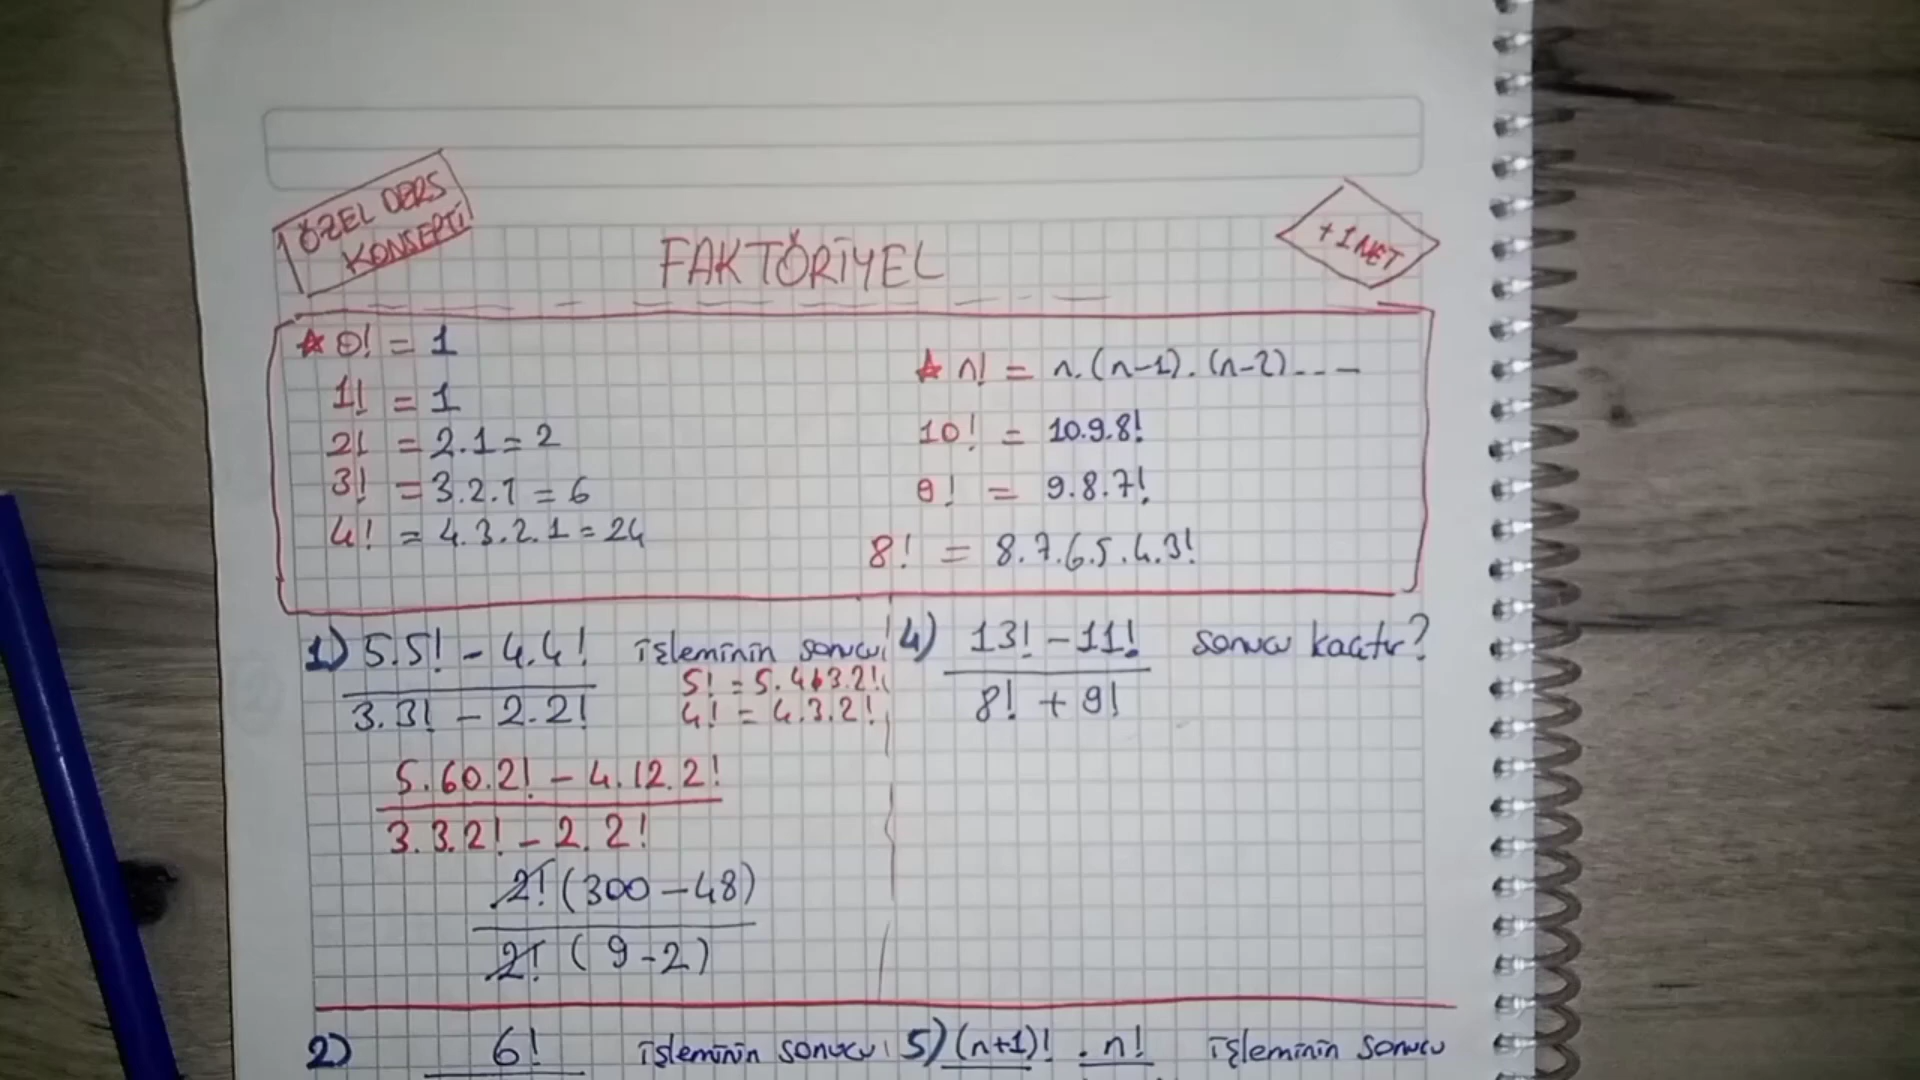 ÖZEL DERS
KONSEPTİ
FAKTÖRİYEL
+1 NET
★ 0! = 1
1! = 1
2! = 2.1 = 2
3! = 3.2.1 = 6
4! = 4.3.2.1 = 24
★ n! = n.(n-1).(n-2)...-
10! = 10.9.8!
9! = 9.8.7!
8! = 8.7.6.5.4.3!
1) 5.5! - 4.4! işleminin sonucu
3.3! - 2.2!
5! = 5.4.3.2!
4! = 4.3.2!
5.60.2! - 4.12.2!
3.3.2! - 2.2!
2! (300 - 48)
2! (9 - 2)
4) 13! - 11! sonucu kaçtır?
8! + 9!
2) 6! işleminin sonucu
5) (n+1)! . n! işleminin sonucu